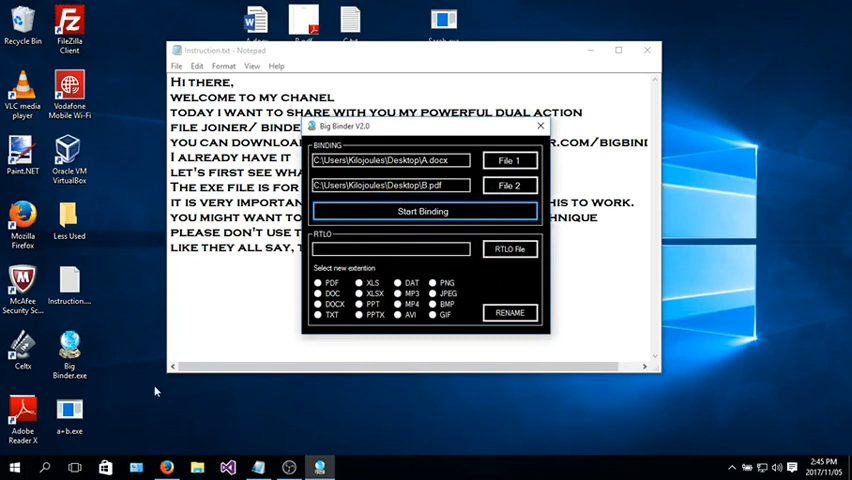 Recycle Bin
FileZilla
Client
A.docx
B.pdf
C.txt
VLC media
player
Vodafone
Mobile Wi-Fi
Paint.NET
Oracle VM
VirtualBox
Mozilla
Firefox
Less Used
McAfee
Security Sc...
Instruction....
Celtx
Big
Binder.exe
Adobe
Reader X
a+b.exe
Instruction.txt - Notepad
File Edit Format View Help
Hi there,
welcome to my chanel
today i want to share with you my powerful dual action
file joiner/ binde
you can download
er.com/bigbind
I already have it
let's first see wha
The exe file is for
it is very importan
his to work.
you might want to
chnique
please don't use t
like they all say, t
Big Binder V2.0
BINDING
C:\Users\Kilojoules\Desktop\A.docx File 1
C:\Users\Kilojoules\Desktop\B.pdf File 2
Start Binding
RTLO
RTLO File
Select new extention
PDF XLS DAT PNG
DOC XLSX MP3 JPEG
DOCX PPT MP4 BMP
TXT PPTX AVI GIF
RENAME
2:45 PM
2017/11/05